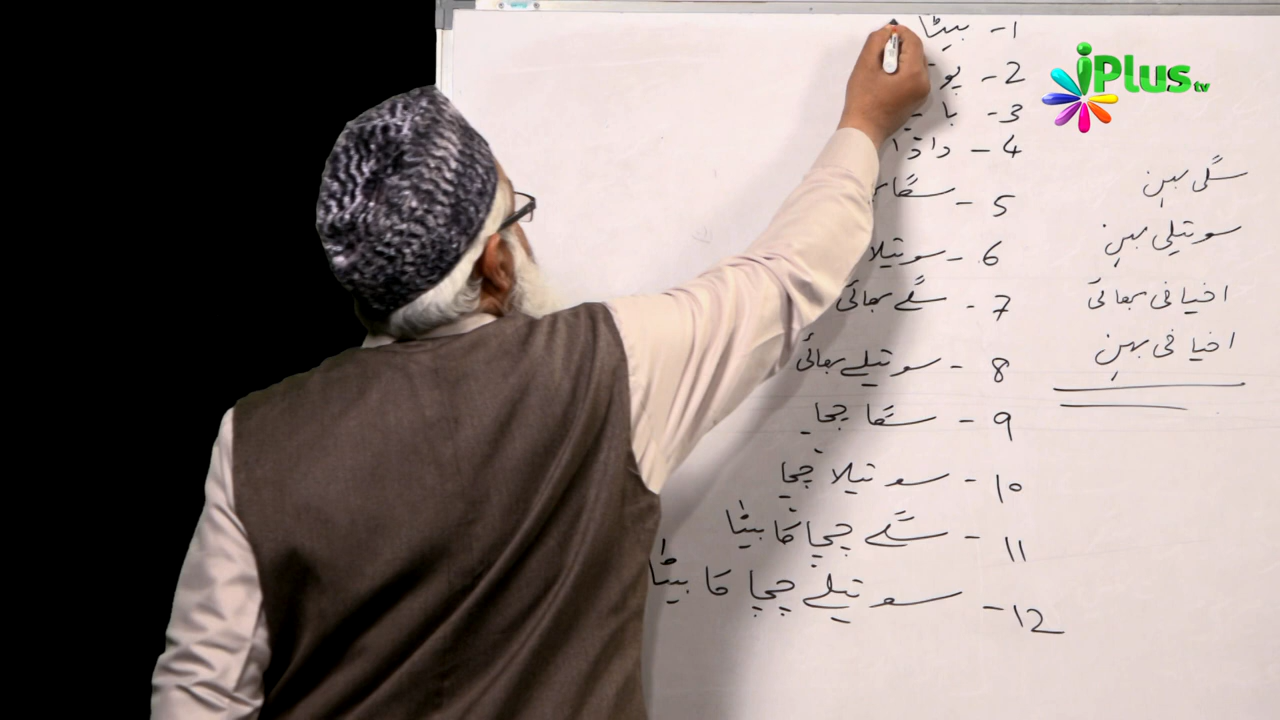 1- بیٹا
2-
3-
4- دادا
5-
6- سوتیلا
7- سگے بھائی
8- سوتیلے بھائی
9- سگا چچا
10- سوتیلا چچا
11- سگے چچا کا بیٹا
12- سوتیلے چچا کا بیٹا
سگی بہن
سوتیلی بہن
اخیافی بھائی
اخیافی بہن
iPlus tv